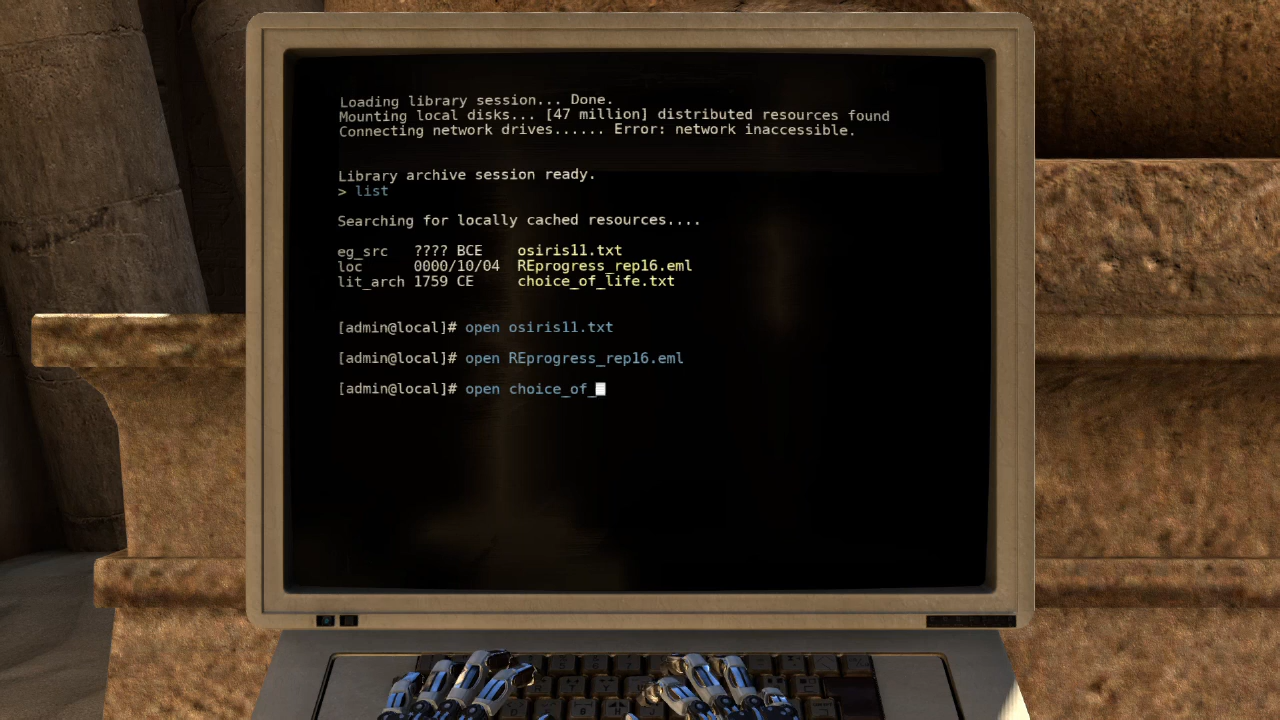 Loading library session... Done.
Mounting local disks... [47 million] distributed resources found
Connecting network drives...... Error: network inaccessible.
Library archive session ready.
> list
Searching for locally cached resources....
eg_src ???? BCE osiris11.txt
loc 0000/10/04 REprogress_rep16.eml
lit_arch 1759 CE choice_of_life.txt
[admin@local]# open osiris11.txt
[admin@local]# open REprogress_rep16.eml
[admin@local]# open choice_of_